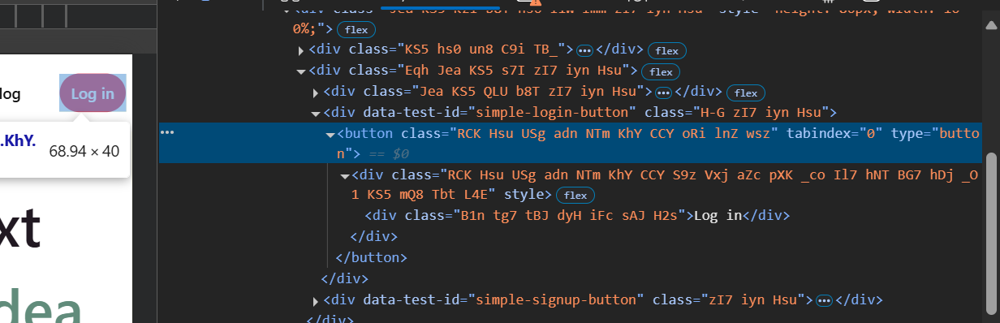 0%;"> flex
<div class="KS5 hs0 un8 C9i TB_"> ••• </div> flex
<div class="Eqh Jea KS5 s7I zI7 iyn Hsu"> flex
<div class="Jea KS5 QLU b8T zI7 iyn Hsu"> ••• </div> flex
<div data-test-id="simple-login-button" class="H-G zI7 iyn Hsu">
••• <button class="RCK Hsu USg adn NTm KhY CCY oRi lnZ wsz" tabindex="0" type="butto
n"> == $0
<div class="RCK Hsu USg adn NTm KhY CCY S9z Vxj aZc pXK _co Il7 hNT BG7 hDj _O
1 KS5 mQ8 Tbt L4E" style> flex
<div class="B1n tg7 tBJ dyH iFc sAJ H2s">Log in</div>
</div>
</button>
</div>
<div data-test-id="simple-signup-button" class="zI7 iyn Hsu"> ••• </div>
</div>
log
Log in
.KhY.
68.94 × 40
xt
dea